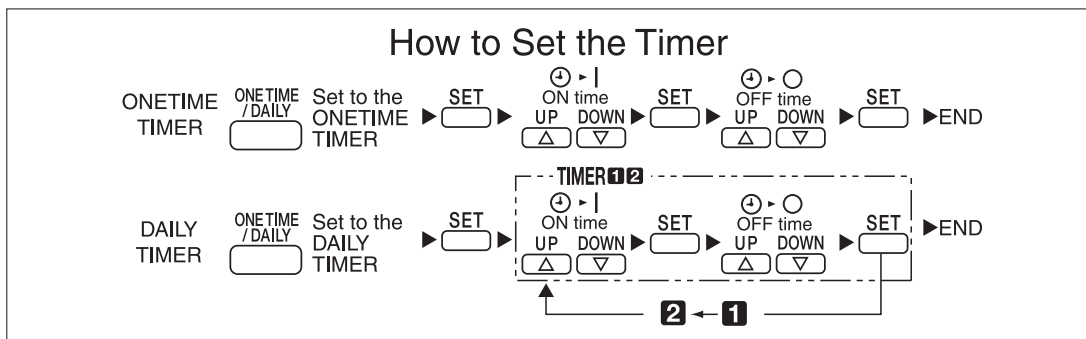 How to Set the Timer
ONETIME TIMER
ONETIME / DAILY
Set to the ONETIME TIMER
SET
ON time
UP DOWN
SET
OFF time
UP DOWN
SET
END
TIMER 1 2
DAILY TIMER
ONETIME / DAILY
Set to the DAILY TIMER
SET
ON time
UP DOWN
SET
OFF time
UP DOWN
SET
END
2 1